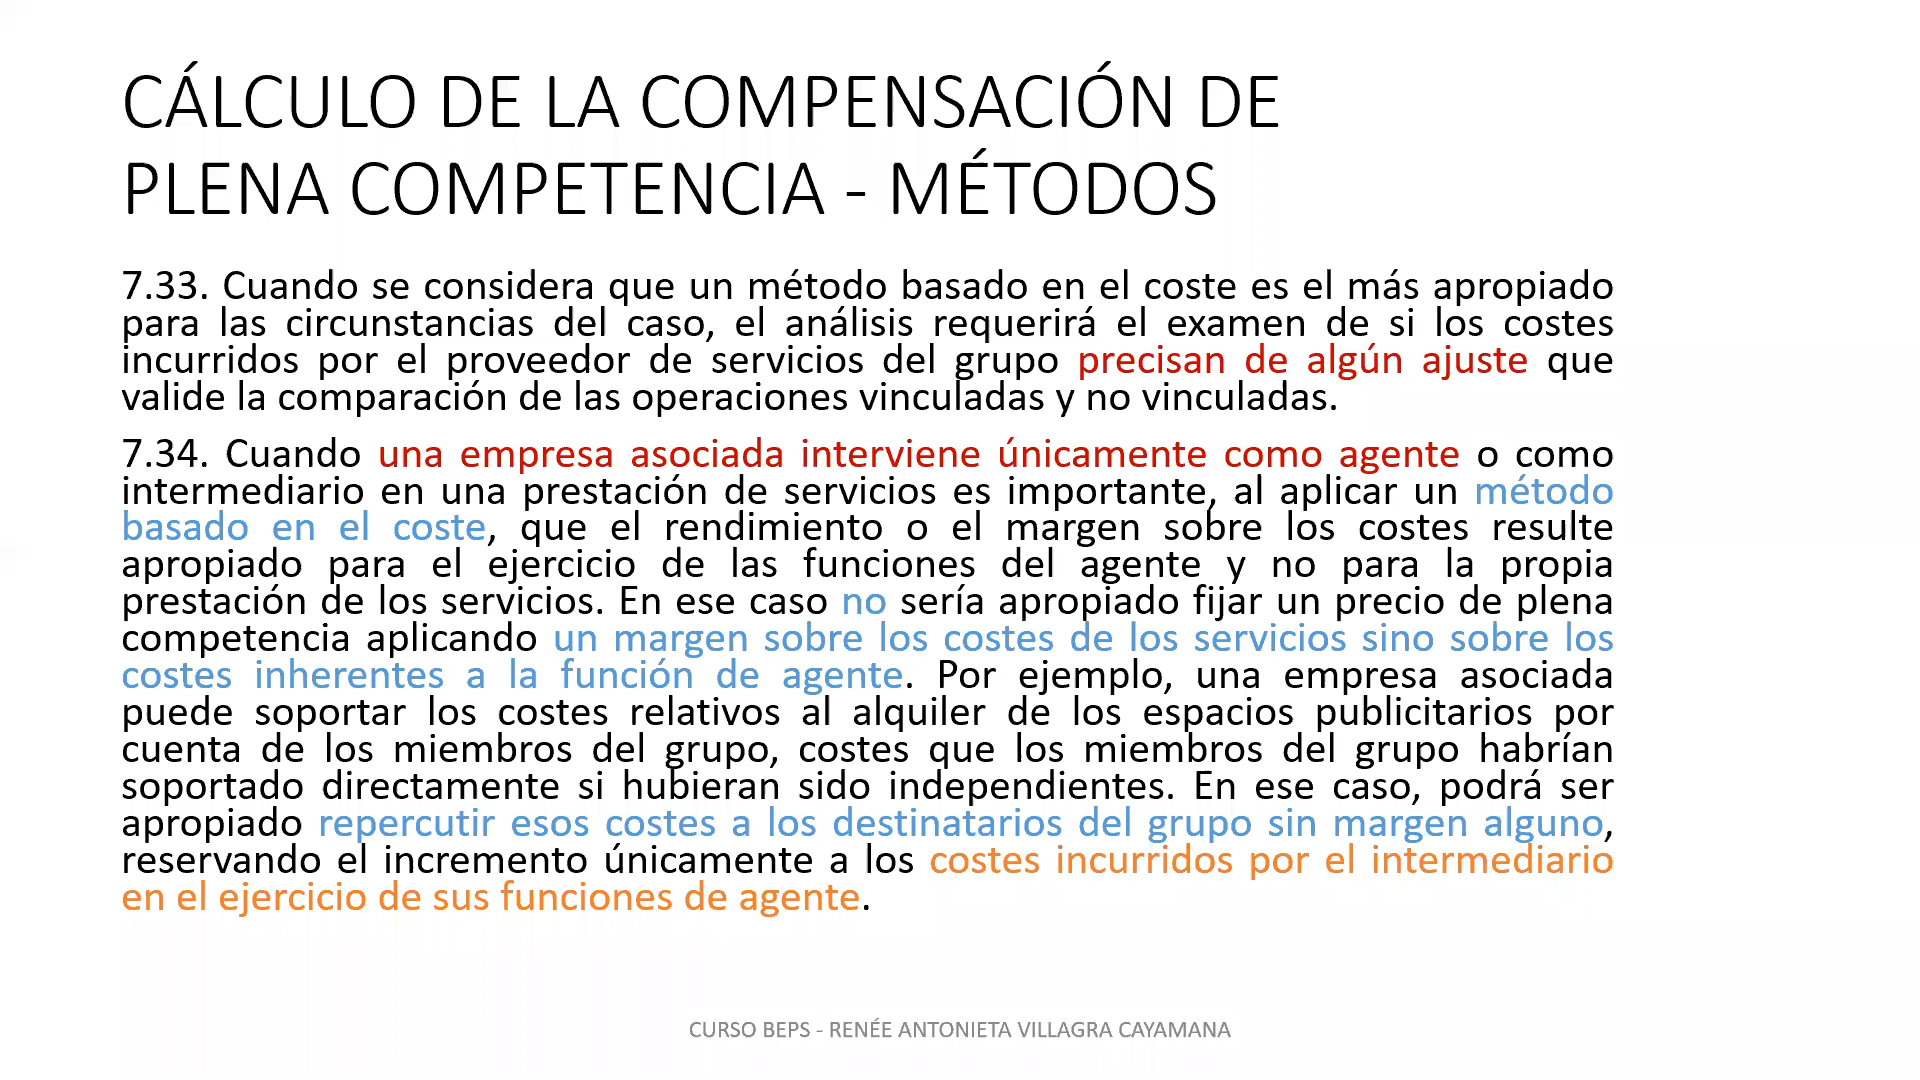 CÁLCULO DE LA COMPENSACIÓN DE
PLENA COMPETENCIA - MÉTODOS
7.33. Cuando se considera que un método basado en el coste es el más apropiado
para las circunstancias del caso, el análisis requerirá el examen de si los costes
incurridos por el proveedor de servicios del grupo precisan de algún ajuste que
valide la comparación de las operaciones vinculadas y no vinculadas.
7.34. Cuando una empresa asociada interviene únicamente como agente o como
intermediario en una prestación de servicios es importante, al aplicar un método
basado en el coste, que el rendimiento o el margen sobre los costes resulte
apropiado para el ejercicio de las funciones del agente y no para la propia
prestación de los servicios. En ese caso no sería apropiado fijar un precio de plena
competencia aplicando un margen sobre los costes de los servicios sino sobre los
costes inherentes a la función de agente. Por ejemplo, una empresa asociada
puede soportar los costes relativos al alquiler de los espacios publicitarios por
cuenta de los miembros del grupo, costes que los miembros del grupo habrían
soportado directamente si hubieran sido independientes. En ese caso, podrá ser
apropiado repercutir esos costes a los destinatarios del grupo sin margen alguno,
reservando el incremento únicamente a los costes incurridos por el intermediario
en el ejercicio de sus funciones de agente.
CURSO BEPS - RENÉE ANTONIETA VILLAGRA CAYAMANA